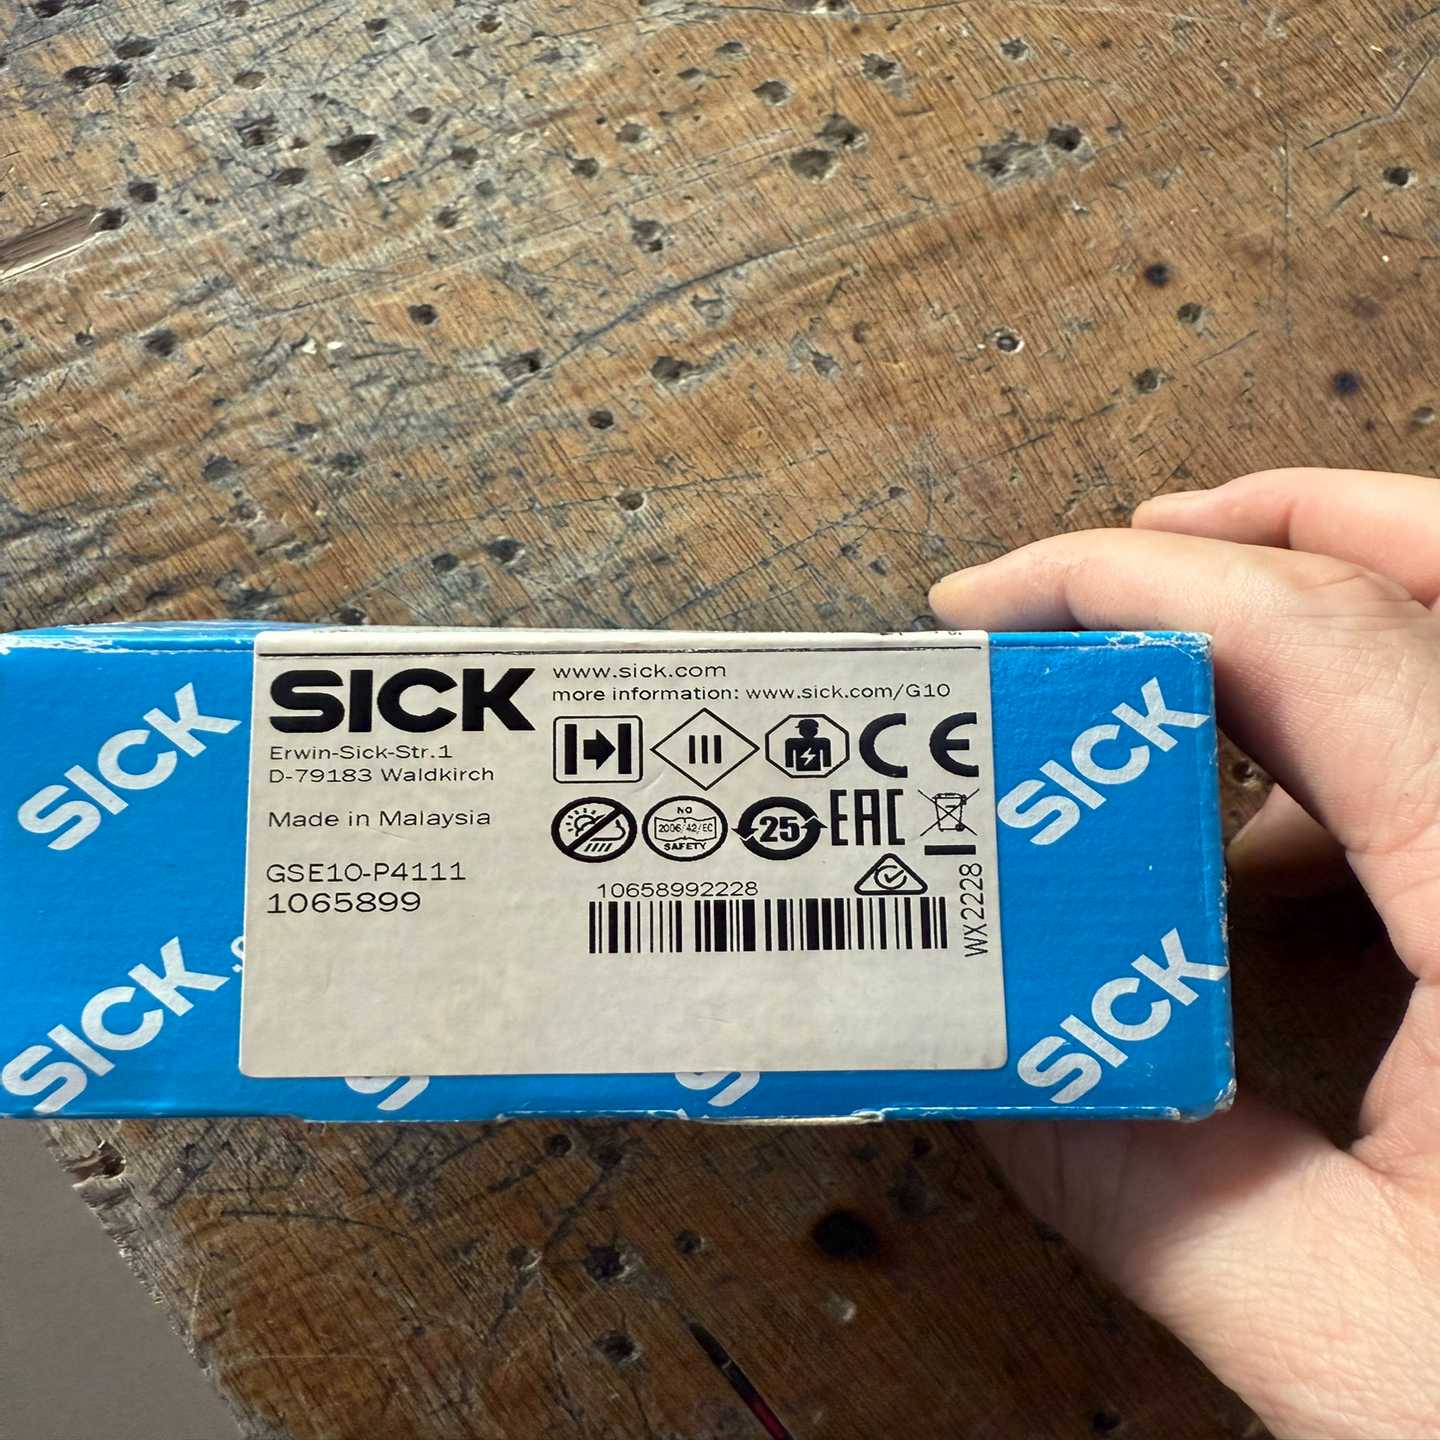 SICK
www.sick.com
more information: www.sick.com/G10
Erwin-Sick-Str.1
D-79183 Waldkirch
Made in Malaysia
GSE10-P4111
1065899
CE
NO
2006/42/EC
SAFETY
25
EAC
10658992228
WX2228
SICK
SICK
SICK
SICK